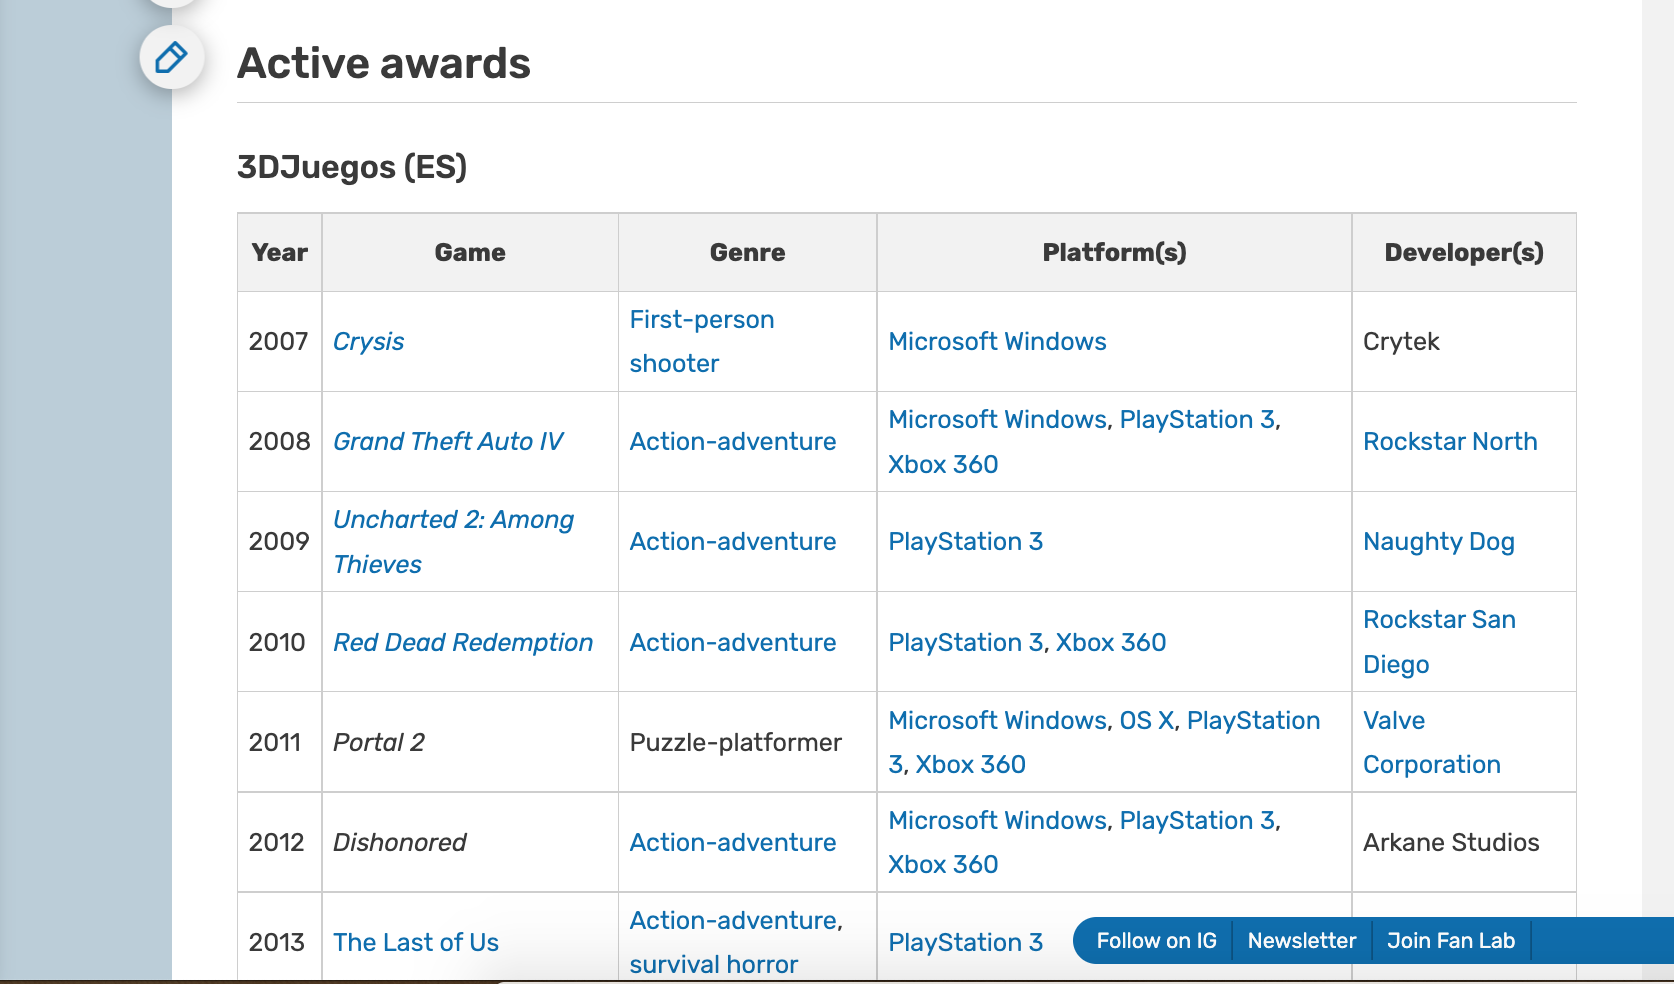 Active awards
3DJuegos (ES)
Year Game Genre Platform(s) Developer(s)
2007 Crysis First-person shooter Microsoft Windows Crytek
2008 Grand Theft Auto IV Action-adventure Microsoft Windows, PlayStation 3, Xbox 360 Rockstar North
2009 Uncharted 2: Among Thieves Action-adventure PlayStation 3 Naughty Dog
2010 Red Dead Redemption Action-adventure PlayStation 3, Xbox 360 Rockstar San Diego
2011 Portal 2 Puzzle-platformer Microsoft Windows, OS X, PlayStation 3, Xbox 360 Valve Corporation
2012 Dishonored Action-adventure Microsoft Windows, PlayStation 3, Xbox 360 Arkane Studios
2013 The Last of Us Action-adventure, survival horror PlayStation 3
Follow on IG Newsletter Join Fan Lab